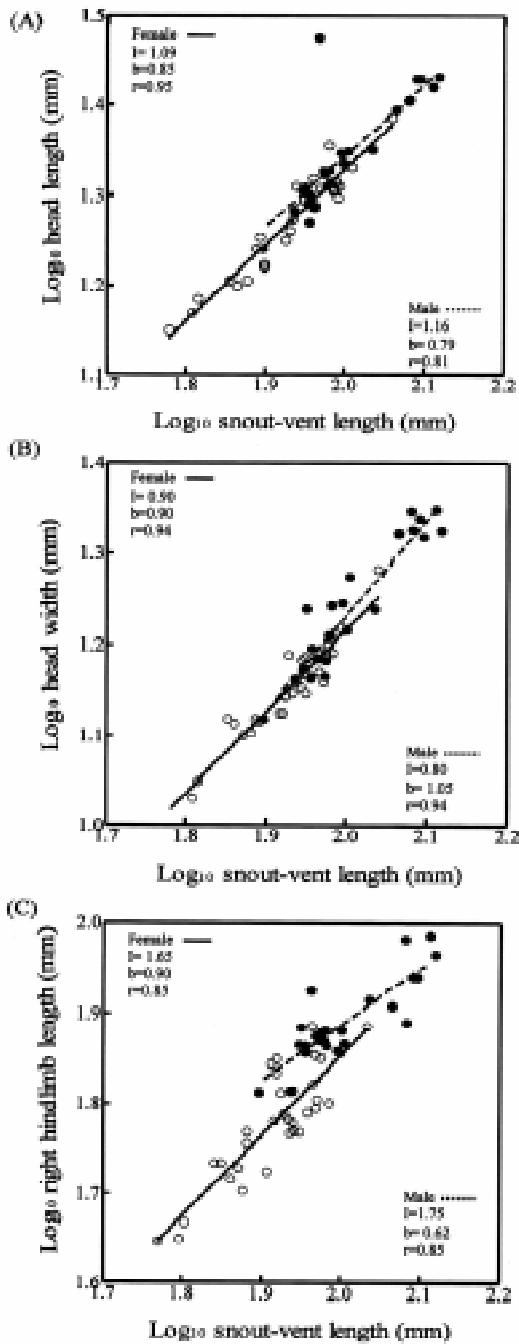 (A)
Log₁₀ head length (mm)
1.5
1.4
1.3
1.2
1.1
Female
I= 1.09
b=0.85
r=0.95
Male
I=1.16
b= 0.79
r=0.81
1.7 1.8 1.9 2.0 2.1 2.2
Log₁₀ snout-vent length (mm)
(B)
head width (mm)
1.4
1.3
1.2
1.1
1.0
Female
I= 0.90
b=0.90
r=0.94
Male
I=0.80
b= 1.05
r=0.94
1.7 1.8 1.9 2.0 2.1 2.2
Log₁₀ snout-vent length (mm)
(C)
right hindlimb length (mm)
2.0
1.9
1.8
1.7
1.6
Female
I= 1.65
b=0.90
r=0.85
Male
I=1.75
b= 0.62
r=0.85
1.7 1.8 1.9 2.0 2.1 2.2
Log₁₀ snout-vent length (mm)